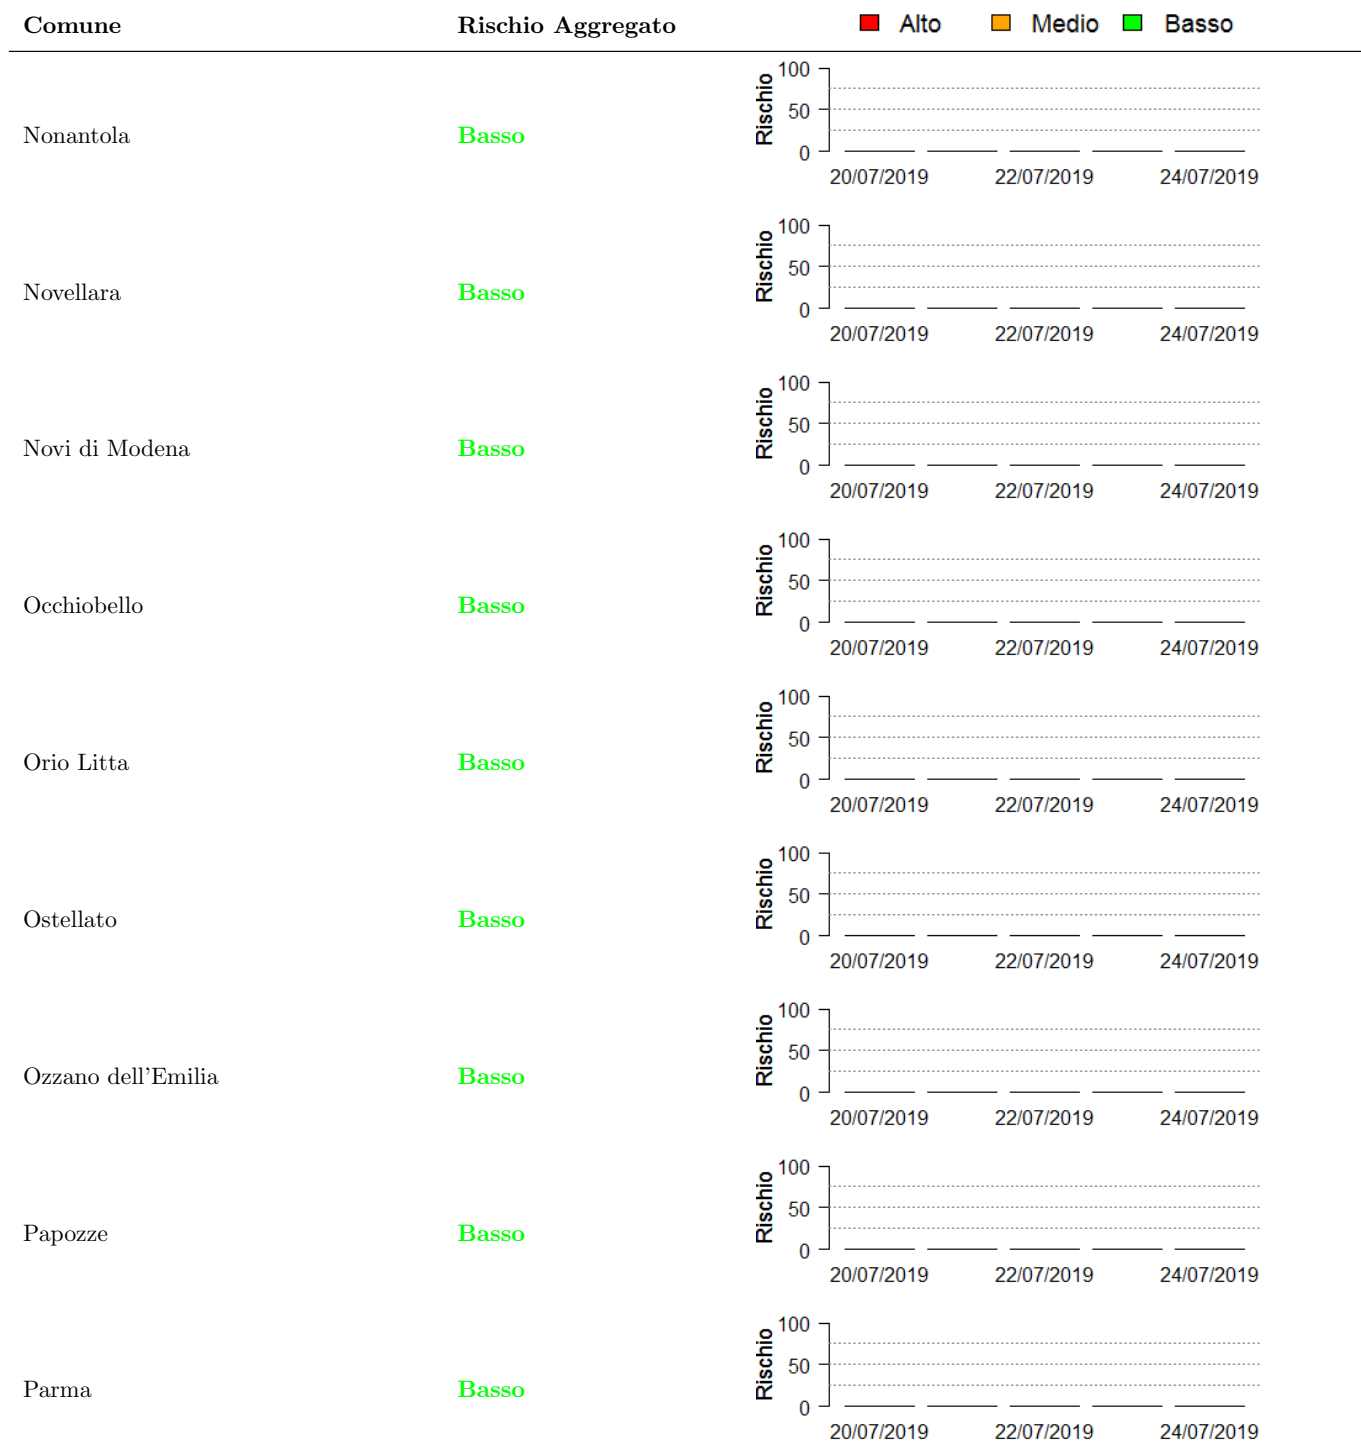 Comune Rischio Aggregato Alto Medio Basso
Nonantola Basso Rischio 100 50 0
20/07/2019 22/07/2019 24/07/2019
Novellara Basso Rischio 100 50 0
20/07/2019 22/07/2019 24/07/2019
Novi di Modena Basso Rischio 100 50 0
20/07/2019 22/07/2019 24/07/2019
Occhiobello Basso Rischio 100 50 0
20/07/2019 22/07/2019 24/07/2019
Orio Litta Basso Rischio 100 50 0
20/07/2019 22/07/2019 24/07/2019
Ostellato Basso Rischio 100 50 0
20/07/2019 22/07/2019 24/07/2019
Ozzano dell'Emilia Basso Rischio 100 50 0
20/07/2019 22/07/2019 24/07/2019
Papozze Basso Rischio 100 50 0
20/07/2019 22/07/2019 24/07/2019
Parma Basso Rischio 100 50 0
20/07/2019 22/07/2019 24/07/2019